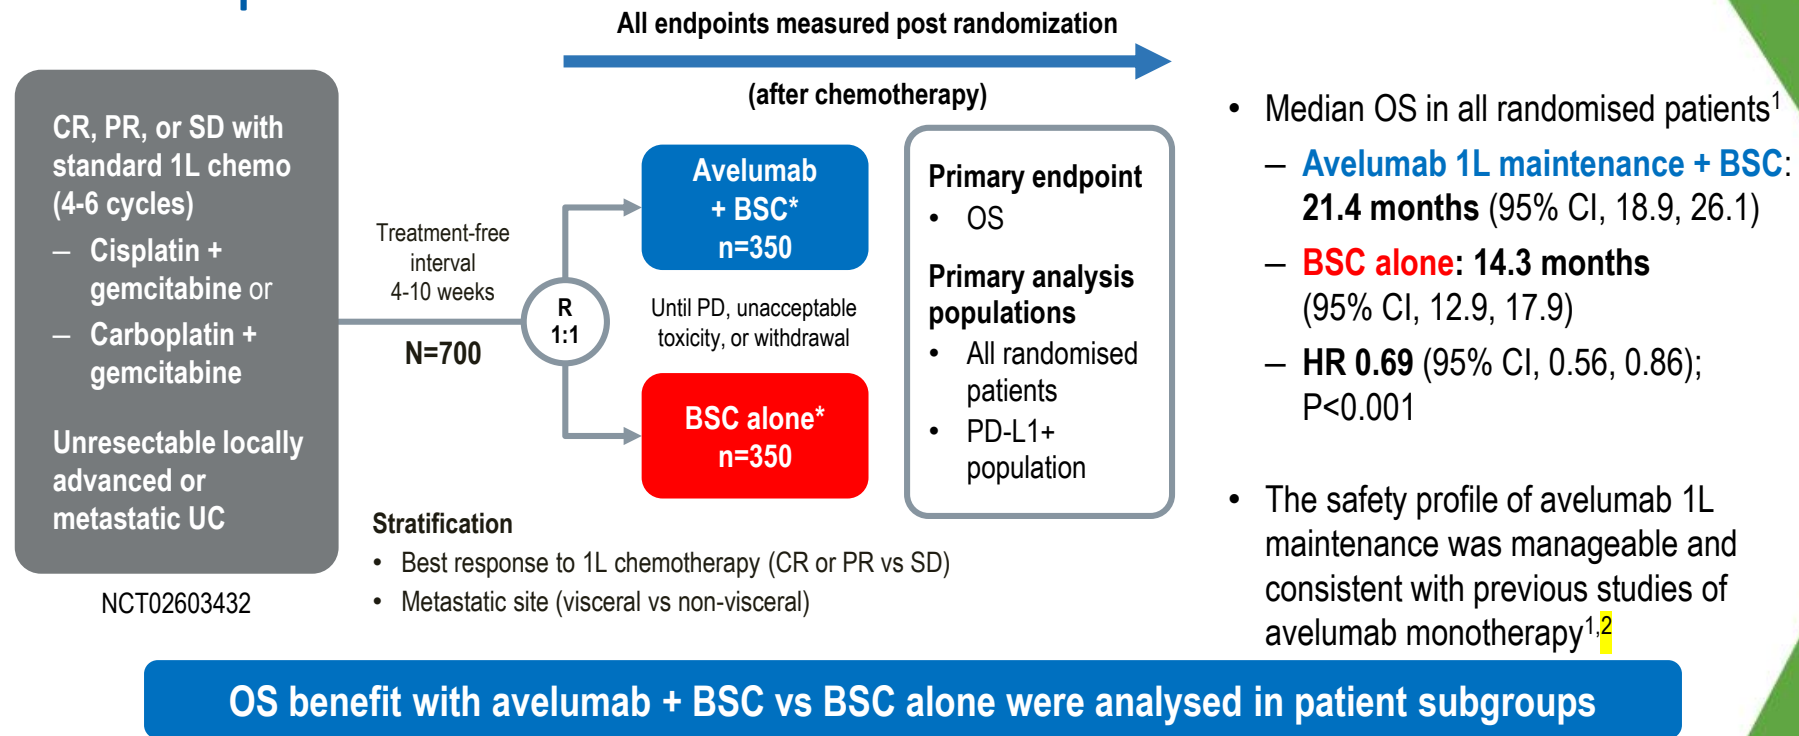 All endpoints measured post randomization
(after chemotherapy)
CR, PR, or SD with
standard 1L chemo
(4-6 cycles)
– Cisplatin +
gemcitabine or
– Carboplatin +
gemcitabine
Unresectable locally
advanced or
metastatic UC
NCT02603432
Treatment-free
interval
4-10 weeks
N=700
R
1:1
Avelumab
+ BSC*
n=350
Until PD, unacceptable
toxicity, or withdrawal
BSC alone*
n=350
Stratification
• Best response to 1L chemotherapy (CR or PR vs SD)
• Metastatic site (visceral vs non-visceral)
Primary endpoint
• OS
Primary analysis
populations
• All randomised
patients
• PD-L1+
population
• Median OS in all randomised patients1
– Avelumab 1L maintenance + BSC:
21.4 months (95% CI, 18.9, 26.1)
– BSC alone: 14.3 months
(95% CI, 12.9, 17.9)
– HR 0.69 (95% CI, 0.56, 0.86);
P<0.001
• The safety profile of avelumab 1L
maintenance was manageable and
consistent with previous studies of
avelumab monotherapy1,2
OS benefit with avelumab + BSC vs BSC alone were analysed in patient subgroups